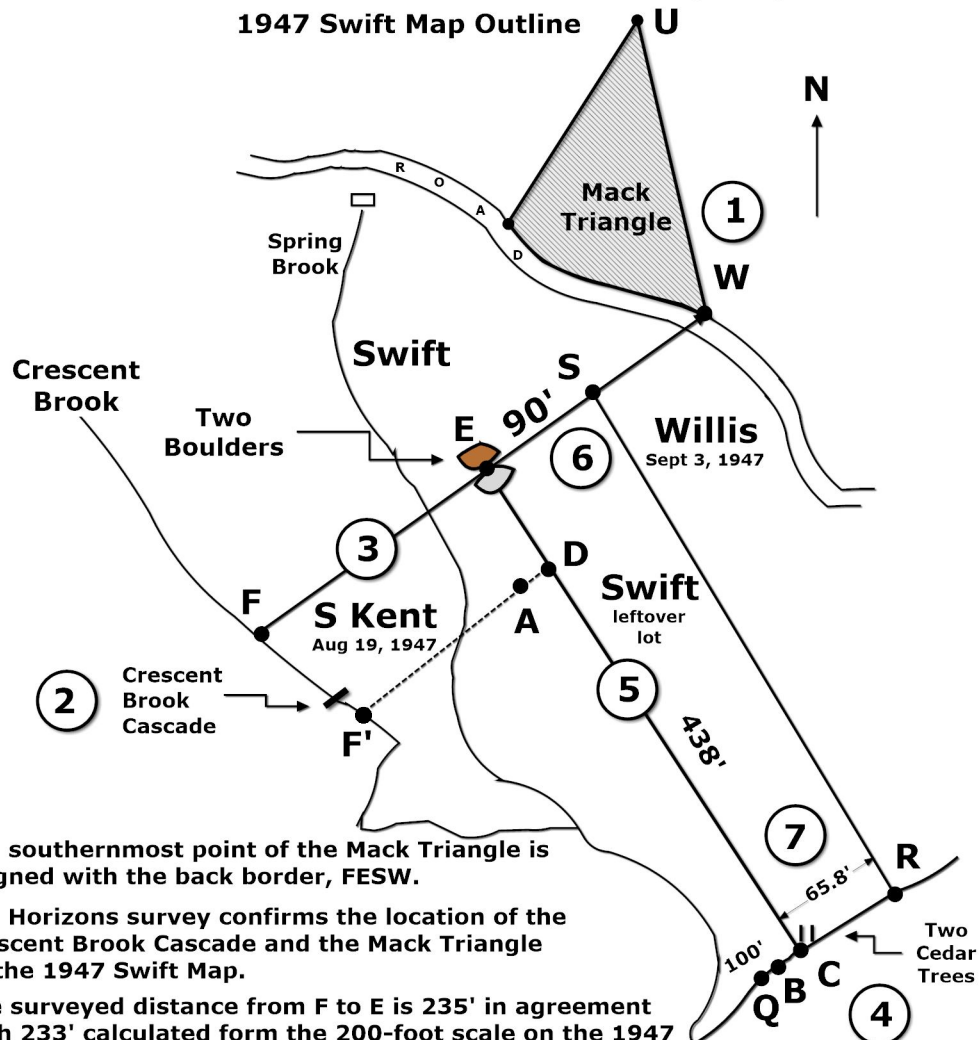 1947 Swift Map Outline
U
N
Mack
Triangle
1
R O A D
Spring
Brook
W
Swift
S
Crescent
Brook
Two
Boulders
E
90'
Willis
Sept 3, 1947
6
3
D
F
S Kent
Aug 19, 1947
A
Swift
leftover
lot
2
Crescent
Brook
Cascade
F'
5
438'
7
65.8'
R
southernmost point of the Mack Triangle is
gned with the back border, FESW.
Horizons survey confirms the location of the
scent Brook Cascade and the Mack Triangle
the 1947 Swift Map.
e surveyed distance from F to E is 235' in agreement
h 233' calculated form the 200-foot scale on the 1947
100'
Q
B
C
Two
Cedar
Trees
4